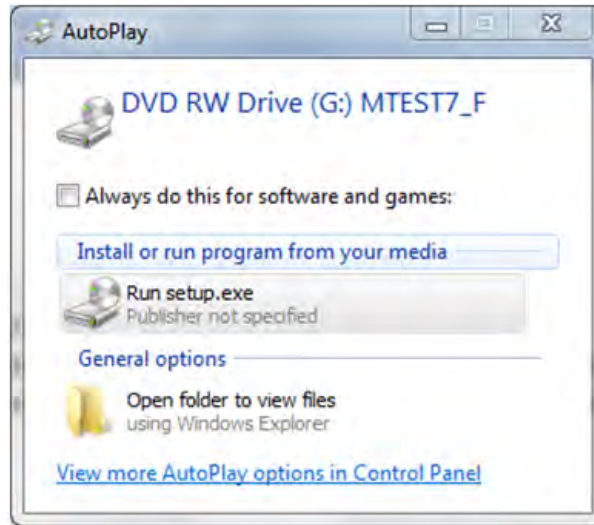 AutoPlay
DVD RW Drive (G:) MTEST7_F
Always do this for software and games:
Install or run program from your media
Run setup.exe
Publisher not specified
General options
Open folder to view files
using Windows Explorer
View more AutoPlay options in Control Panel